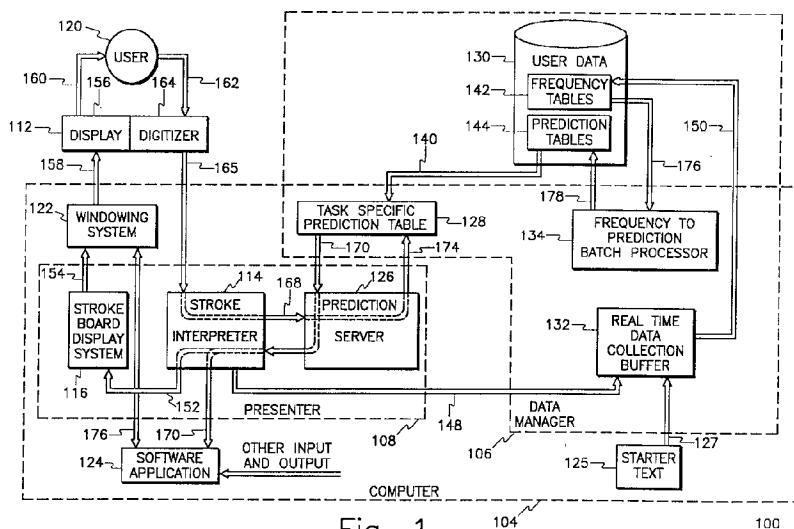 120
USER
160
156
164
162
112
DISPLAY
DIGITIZER
158
165
130
USER DATA
142
FREQUENCY
TABLES
144
PREDICTION
TABLES
150
140
176
178
122
WINDOWING
SYSTEM
TASK SPECIFIC
PREDICTION TABLE
128
134
FREQUENCY TO
PREDICTION
BATCH PROCESSOR
154
114
170
126
174
STROKE
BOARD
DISPLAY
SYSTEM
STROKE
INTERPRETER
168
PREDICTION
SERVER
132
REAL TIME
DATA
COLLECTION
BUFFER
116
152
PRESENTER
148
DATA
MANAGER
176
170
108
106
127
124
SOFTWARE
APPLICATION
OTHER INPUT
AND OUTPUT
125
STARTER
TEXT
COMPUTER
Fig. 1
104
100